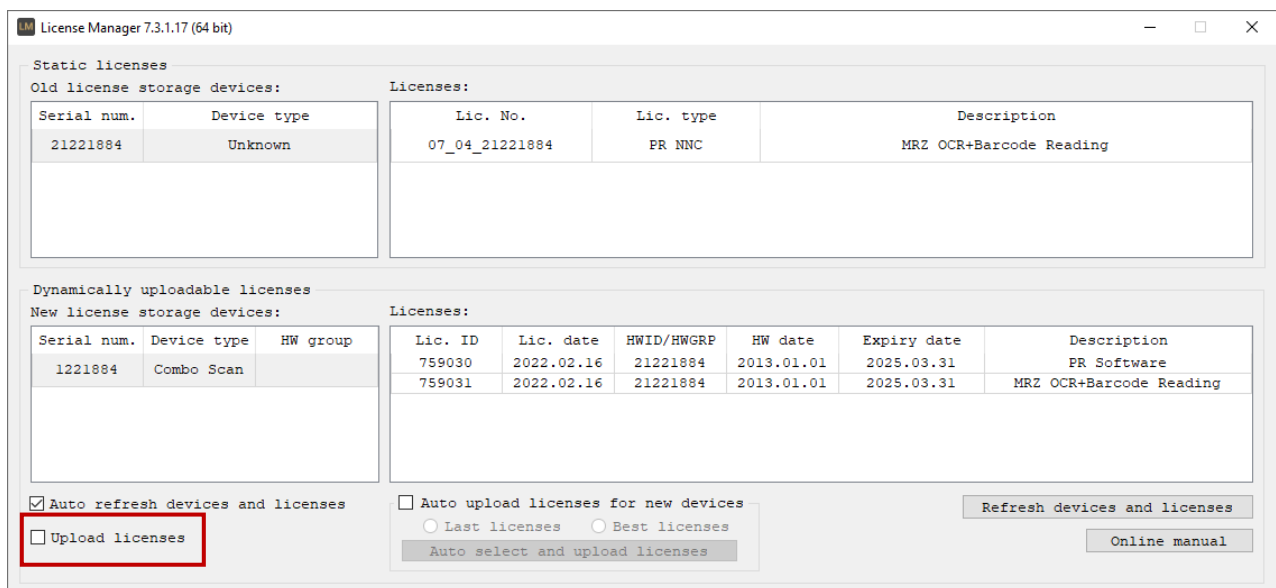 LM License Manager 7.3.1.17 (64 bit)
Static licenses
Old license storage devices:
Serial num. Device type
21221884 Unknown
Licenses:
Lic. No. Lic. type Description
07_04_21221884 PR NNC MRZ OCR+Barcode Reading
Dynamically uploadable licenses
New license storage devices:
Serial num. Device type HW group
1221884 Combo Scan
Licenses:
Lic. ID Lic. date HWID/HWGRP HW date Expiry date Description
759030 2022.02.16 21221884 2013.01.01 2025.03.31 PR Software
759031 2022.02.16 21221884 2013.01.01 2025.03.31 MRZ OCR+Barcode Reading
Auto refresh devices and licenses
Upload licenses
Auto upload licenses for new devices
Last licenses Best licenses
Auto select and upload licenses
Refresh devices and licenses
Online manual